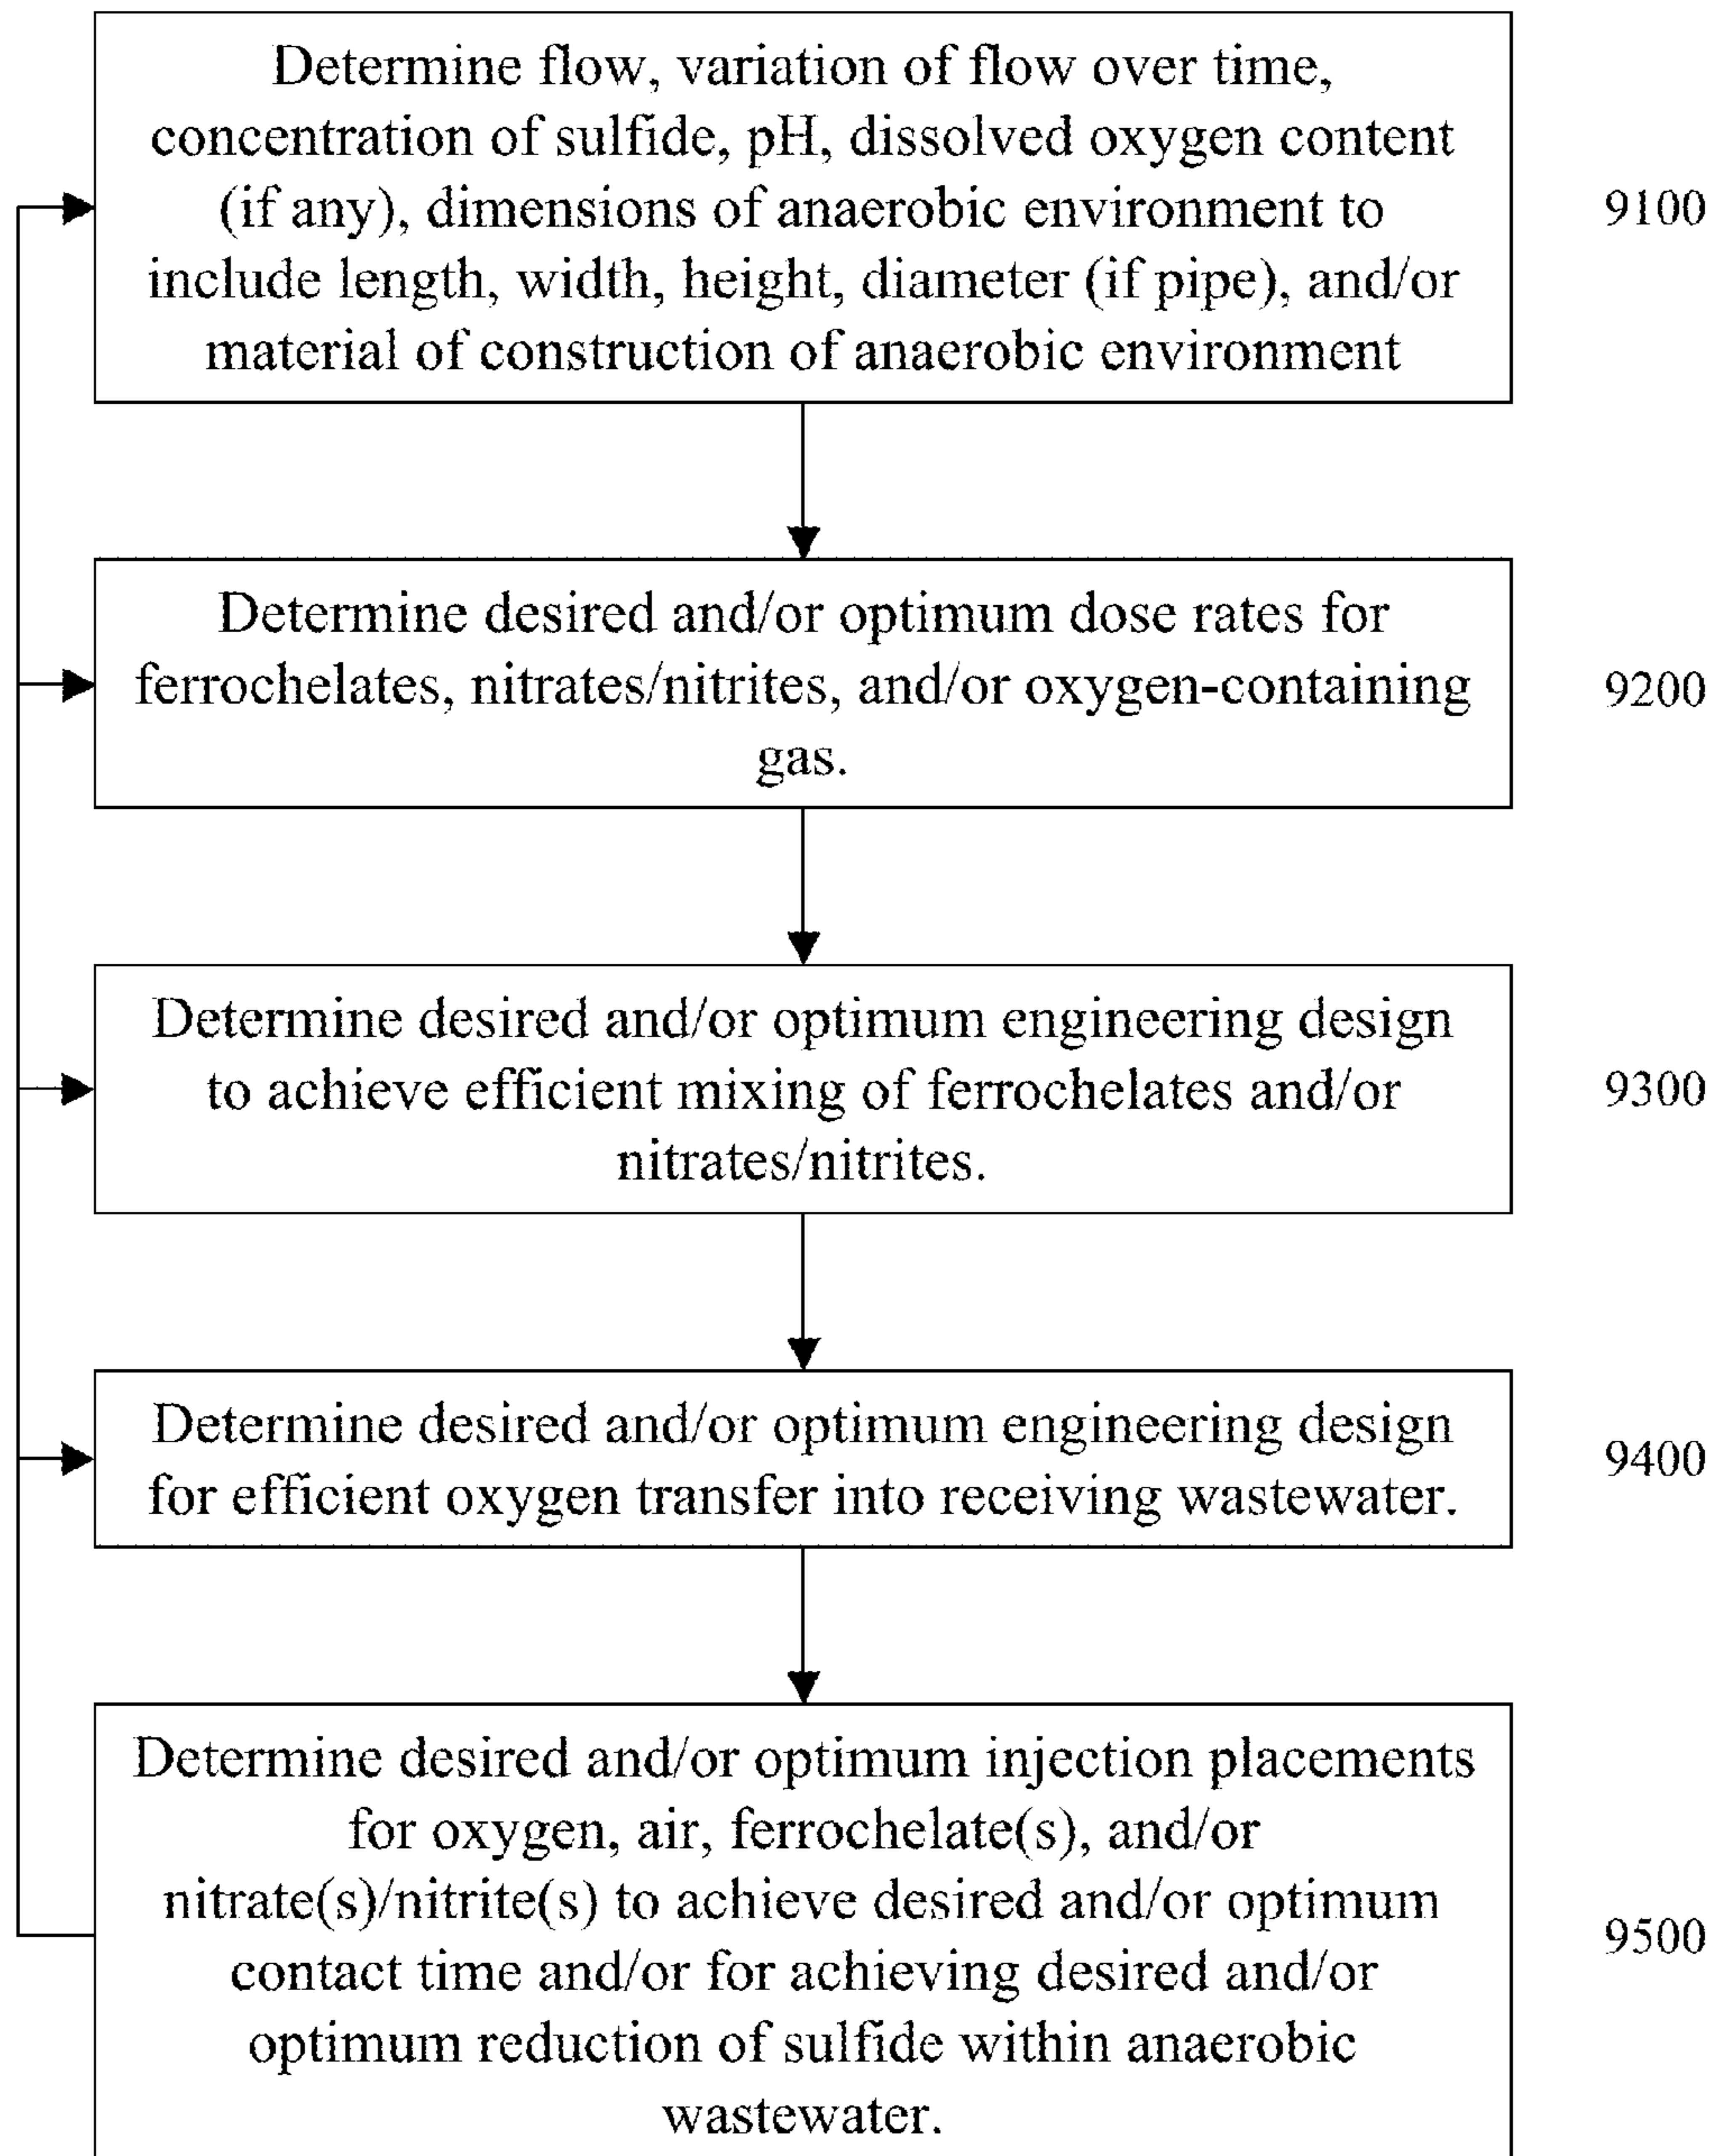 Determine flow, variation of flow over time,
concentration of sulfide, pH, dissolved oxygen content
(if any), dimensions of anaerobic environment to
include length, width, height, diameter (if pipe), and/or
material of construction of anaerobic environment
9100
Determine desired and/or optimum dose rates for
ferrochelates, nitrates/nitrites, and/or oxygen-containing
gas.
9200
Determine desired and/or optimum engineering design
to achieve efficient mixing of ferrochelates and/or
nitrates/nitrites.
9300
Determine desired and/or optimum engineering design
for efficient oxygen transfer into receiving wastewater.
9400
Determine desired and/or optimum injection placements
for oxygen, air, ferrochelate(s), and/or
nitrate(s)/nitrite(s) to achieve desired and/or optimum
contact time and/or for achieving desired and/or
optimum reduction of sulfide within anaerobic
wastewater.
9500